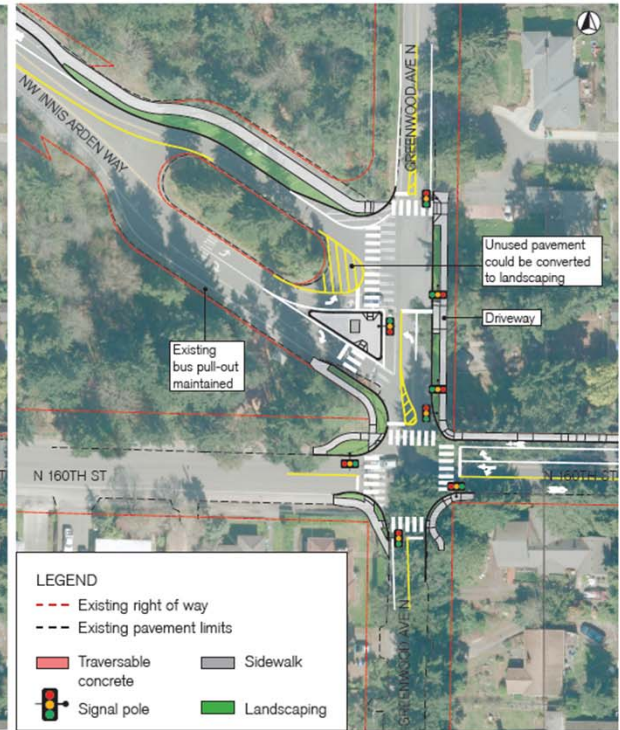 GREENWOOD AVE N
NW INNIS ARDEN WAY
Unused pavement
could be converted
to landscaping
Driveway
Existing
bus pull-out
maintained
N 160TH ST
N 160TH ST
GREENWOOD AVE N
LEGEND
Existing right of way
Existing pavement limits
Traversable
concrete
Sidewalk
Signal pole
Landscaping